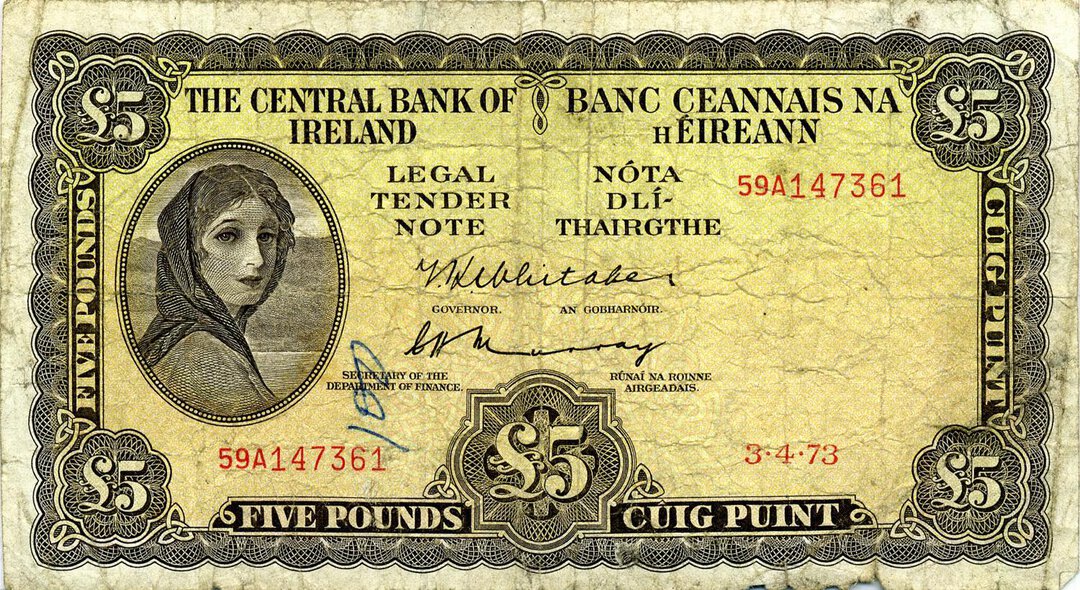 £5
£5
THE CENTRAL BANK OF
IRELAND
BANC CEANNAIS NA
hÉIREANN
LEGAL
TENDER
NOTE
NÓTA
DLÍ-
THAIRGTHE
59A147361
T K Whitaker
GOVERNOR.
AN GOBHARNÓIR.
C H Murray
SECRETARY OF THE
DEPARTMENT OF FINANCE.
RÚNAÍ NA ROINNE
AIRGEADAIS.
59A147361
3·4·73
FIVE POUNDS
CÚIG PUINT
£5
£5
£5
FIVE POUNDS
CÚIG PUINT